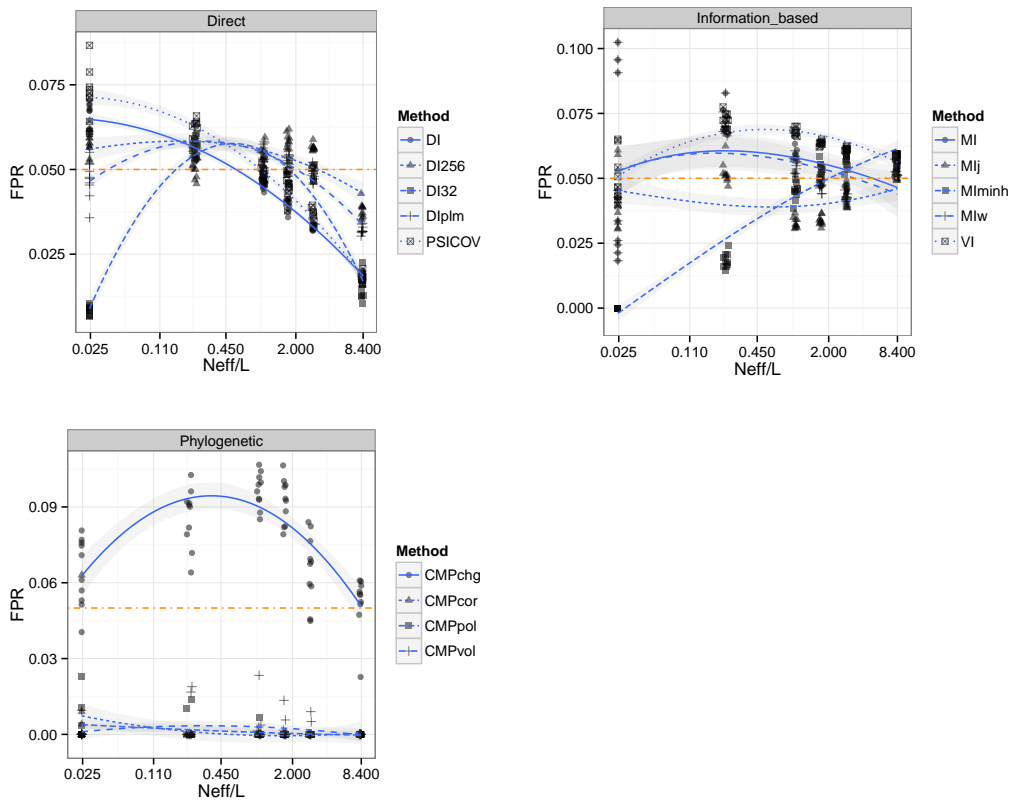 Direct
0.075
0.050
0.025
FPR
0.025 0.110 0.450 2.000 8.400
Neff/L
Method
DI
DI256
DI32
DIplm
PSICOV
Information_based
0.100
0.075
0.050
0.025
0.000
FPR
0.025 0.110 0.450 2.000 8.400
Neff/L
Method
MI
MIj
MIminh
MIw
VI
Phylogenetic
0.09
0.06
0.03
0.00
FPR
0.025 0.110 0.450 2.000 8.400
Neff/L
Method
CMPchg
CMPcor
CMPpol
CMPvol